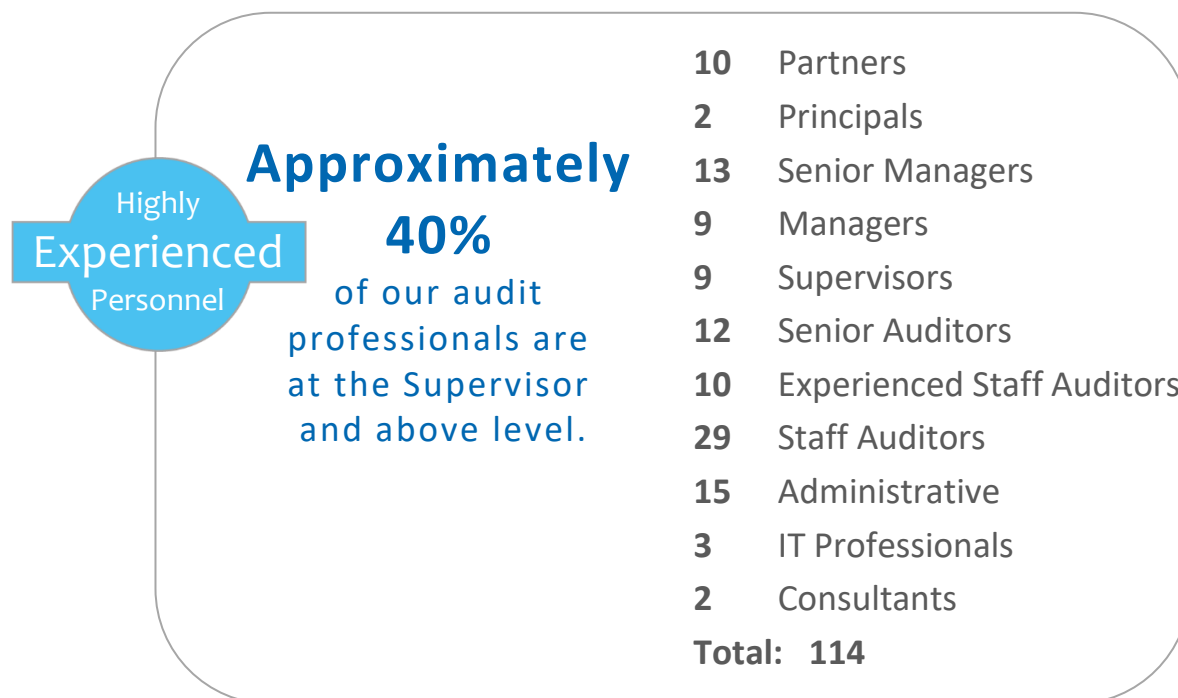 Highly
Experienced
Personnel
Approximately
40%
of our audit
professionals are
at the Supervisor
and above level.
10 Partners
2 Principals
13 Senior Managers
9 Managers
9 Supervisors
12 Senior Auditors
10 Experienced Staff Auditors
29 Staff Auditors
15 Administrative
3 IT Professionals
2 Consultants
Total: 114